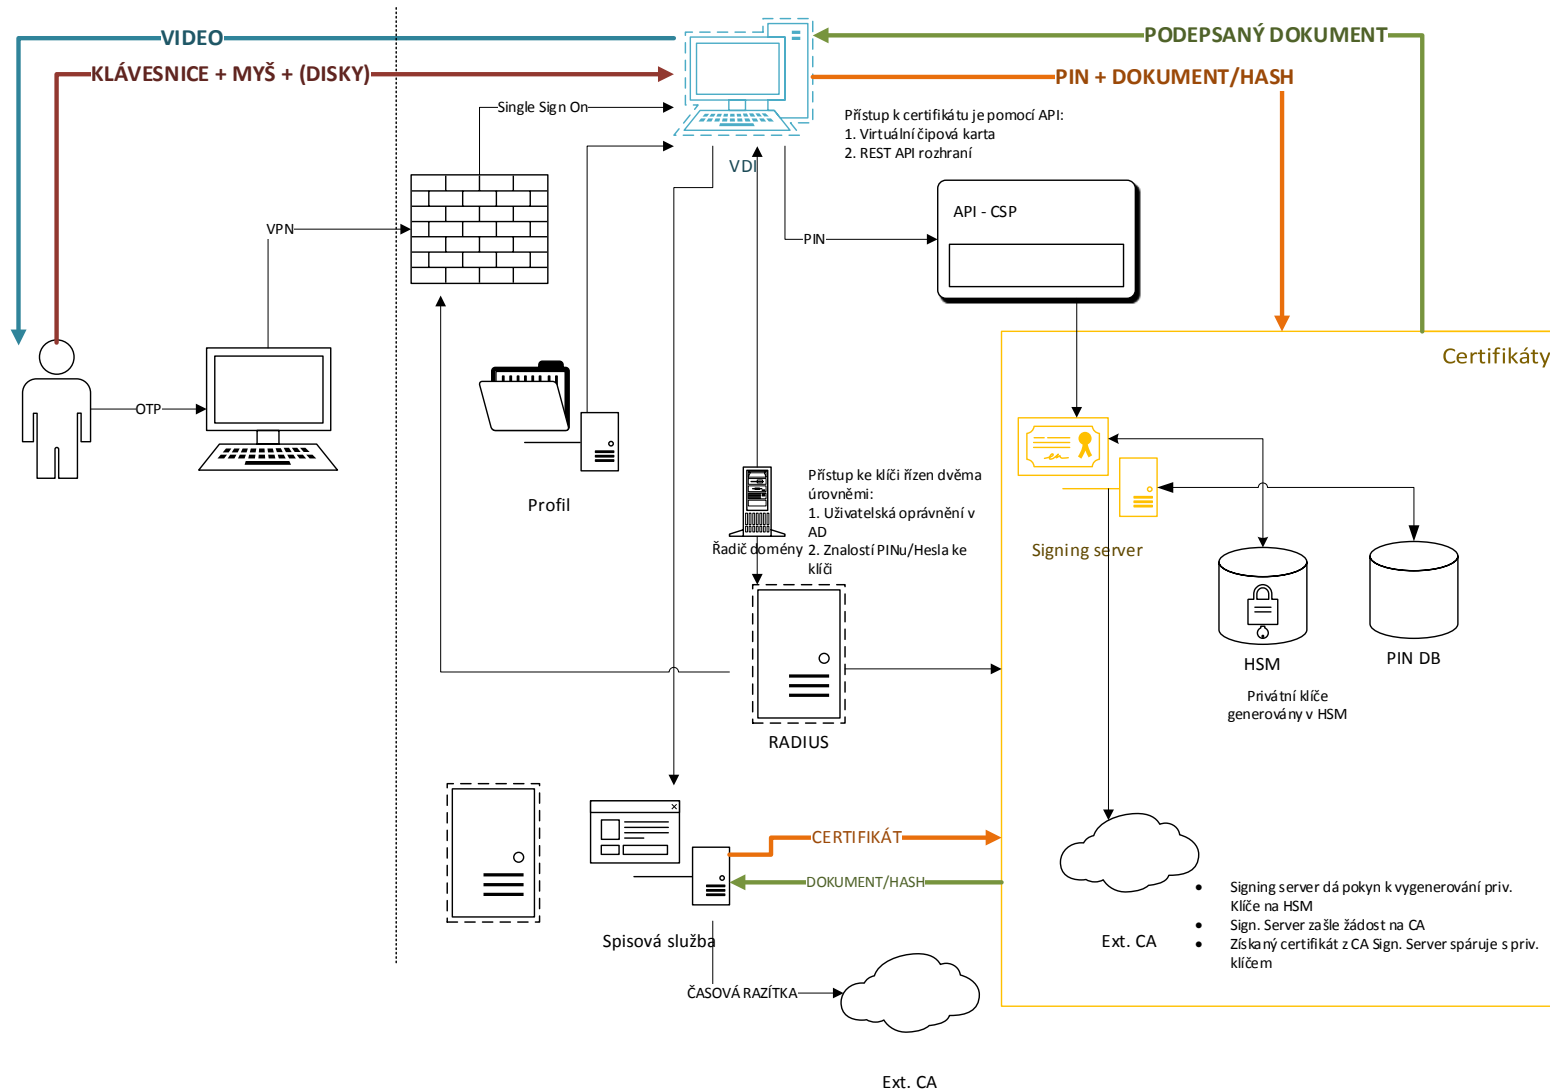 VIDEO
PODEPSANÝ DOKUMENT
KLÁVESNICE + MYŠ + (DISKY)
PIN + DOKUMENT/HASH
Single Sign On
Přístup k certifikátu je pomocí API:
1. Virtuální čipová karta
2. REST API rozhraní
VDI
API - CSP
VPN
PIN
Certifikáty
OTP
Profil
Přístup ke klíči řízen dvěma
úrovněmi:
1. Uživatelská oprávnění v
AD
2. Znalostí PINu/Hesla ke
klíči
Řadič domény
Signing server
HSM
PIN DB
Privátní klíče
generovány v HSM
RADIUS
CERTIFIKÁT
DOKUMENT/HASH
Spisová služba
Ext. CA
• Signing server dá pokyn k vygenerování priv.
Klíče na HSM
• Sign. Server zašle žádost na CA
• Získaný certifikát z CA Sign. Server spáruje s priv.
klíčem
ČASOVÁ RAZÍTKA
Ext. CA